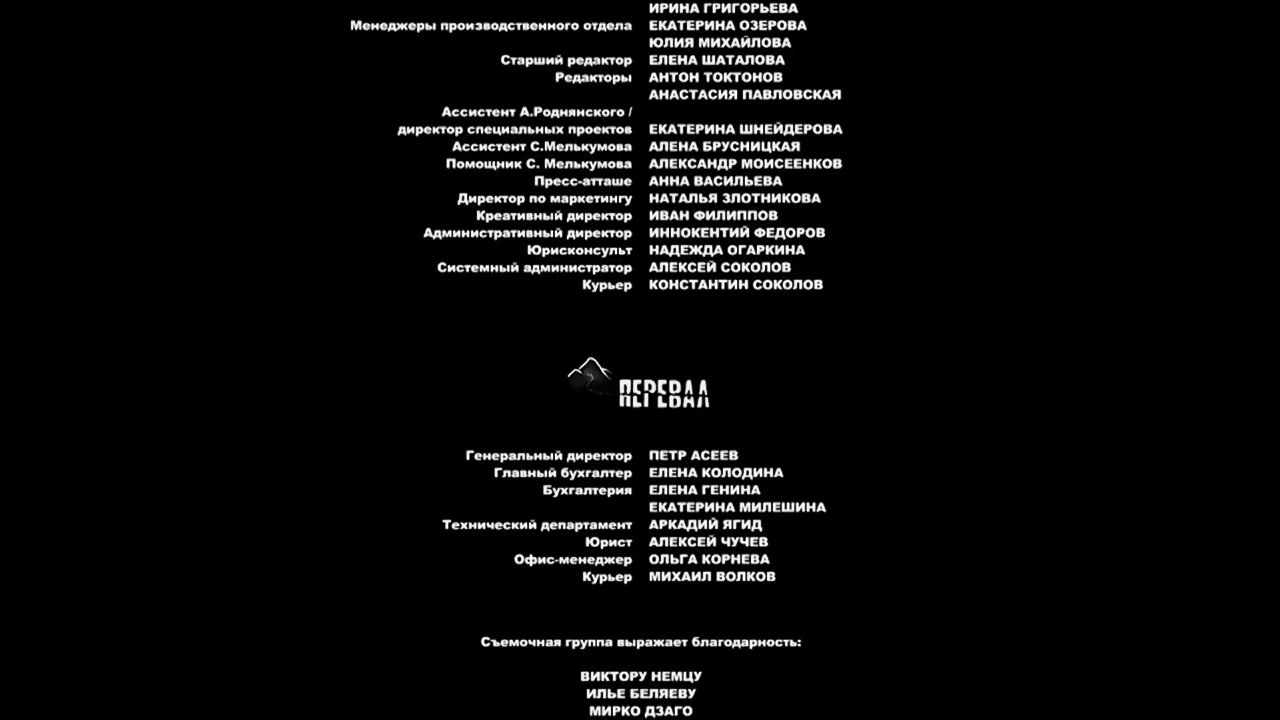 ИРИНА ГРИГОРЬЕВА
Менеджеры производственного отдела ЕКАТЕРИНА ОЗЕРОВА
ЮЛИЯ МИХАЙЛОВА
Старший редактор ЕЛЕНА ШАТАЛОВА
Редакторы АНТОН ТОКТОНОВ
АНАСТАСИЯ ПАВЛОВСКАЯ
Ассистент А.Роднянского /
директор специальных проектов ЕКАТЕРИНА ШНЕЙДЕРОВА
Ассистент С.Мелькумова АЛЕНА БРУСНИЦКАЯ
Помощник С. Мелькумова АЛЕКСАНДР МОИСЕЕНКОВ
Пресс-атташе АННА ВАСИЛЬЕВА
Директор по маркетингу НАТАЛЬЯ ЗЛОТНИКОВА
Креативный директор ИВАН ФИЛИППОВ
Административный директор ИННОКЕНТИЙ ФЕДОРОВ
Юрисконсульт НАДЕЖДА ОГАРКИНА
Системный администратор АЛЕКСЕЙ СОКОЛОВ
Курьер КОНСТАНТИН СОКОЛОВ
ПЕРЕВАЛ
Генеральный директор ПЕТР АСЕЕВ
Главный бухгалтер ЕЛЕНА КОЛОДИНА
Бухгалтерия ЕЛЕНА ГЕНИНА
ЕКАТЕРИНА МИЛЕШИНА
Технический департамент АРКАДИЙ ЯГИД
Юрист АЛЕКСЕЙ ЧУЧЕВ
Офис-менеджер ОЛЬГА КОРНЕВА
Курьер МИХАИЛ ВОЛКОВ
Съемочная группа выражает благодарность:
ВИКТОРУ НЕМЦУ
ИЛЬЕ БЕЛЯЕВУ
МИРКО ДЗАГО